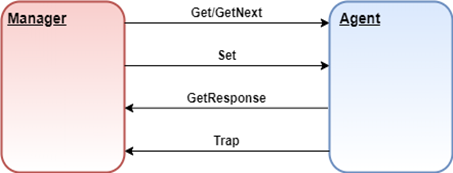 Manager
Get/GetNext
Agent
Set
GetResponse
Trap